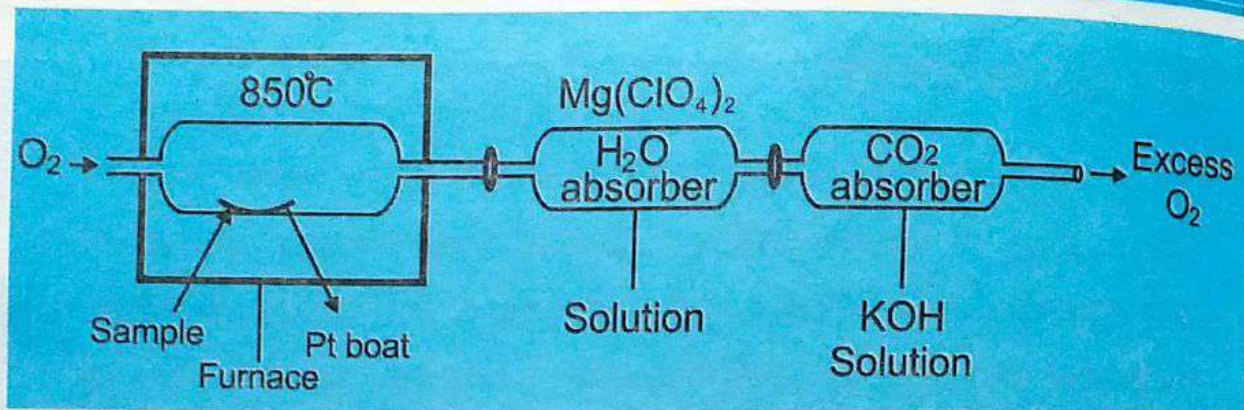 850°C
Mg(ClO₄)₂
O₂
H₂O
absorber
CO₂
absorber
Excess
O₂
Sample
Pt boat
Furnace
Solution
KOH
Solution